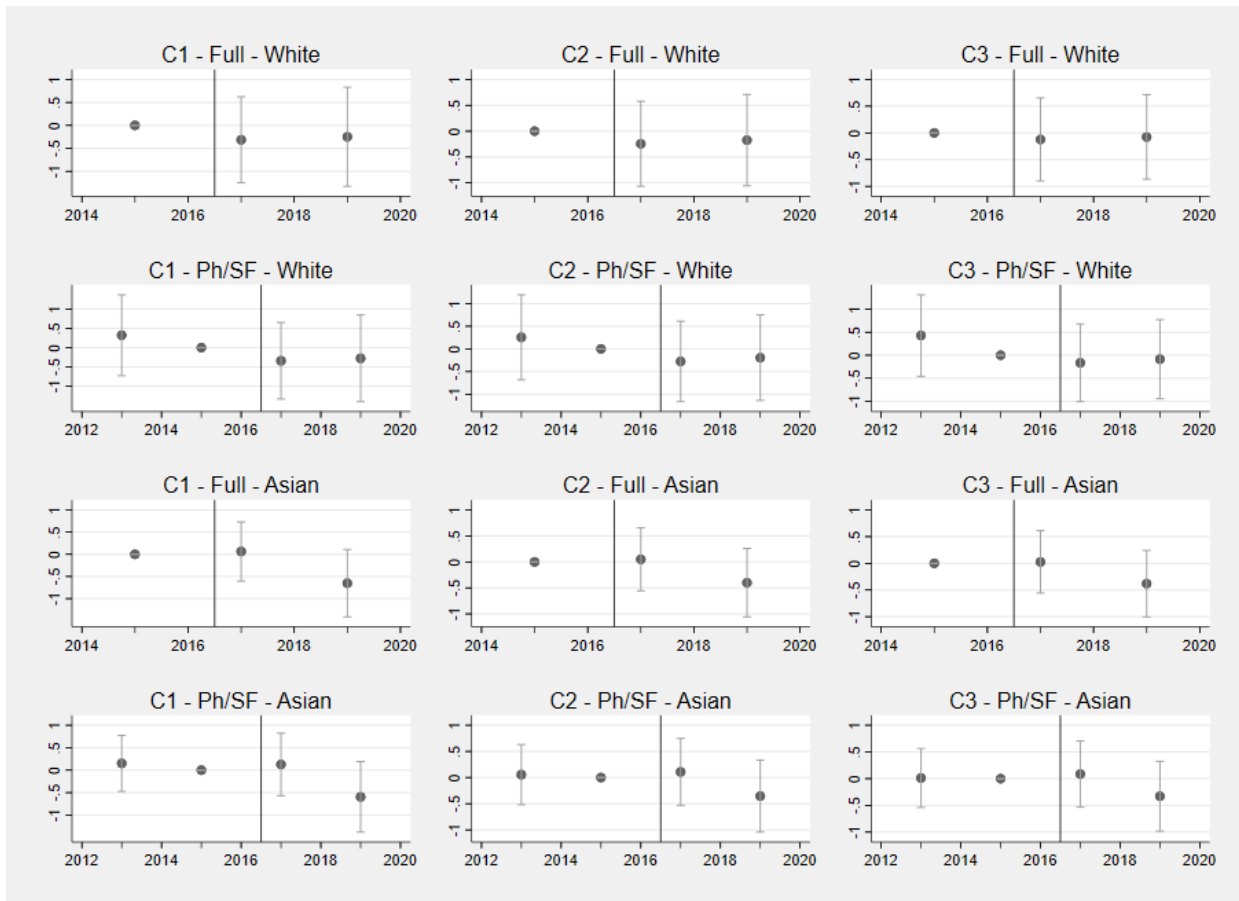 C1 - Full - White
1
.5
0
-.5
-1
2014 2016 2018 2020
C2 - Full - White
1
.5
0
-.5
-1
2014 2016 2018 2020
C3 - Full - White
1
.5
0
-.5
-1
2014 2016 2018 2020
C1 - Ph/SF - White
1
.5
0
-.5
-1
2012 2014 2016 2018 2020
C2 - Ph/SF - White
1
.5
0
-.5
-1
2012 2014 2016 2018 2020
C3 - Ph/SF - White
1
.5
0
-.5
-1
2012 2014 2016 2018 2020
C1 - Full - Asian
1
.5
0
-.5
-1
2014 2016 2018 2020
C2 - Full - Asian
1
.5
0
-.5
-1
2014 2016 2018 2020
C3 - Full - Asian
1
.5
0
-.5
-1
2014 2016 2018 2020
C1 - Ph/SF - Asian
1
.5
0
-.5
-1
2012 2014 2016 2018 2020
C2 - Ph/SF - Asian
1
.5
0
-.5
-1
2012 2014 2016 2018 2020
C3 - Ph/SF - Asian
1
.5
0
-.5
-1
2012 2014 2016 2018 2020